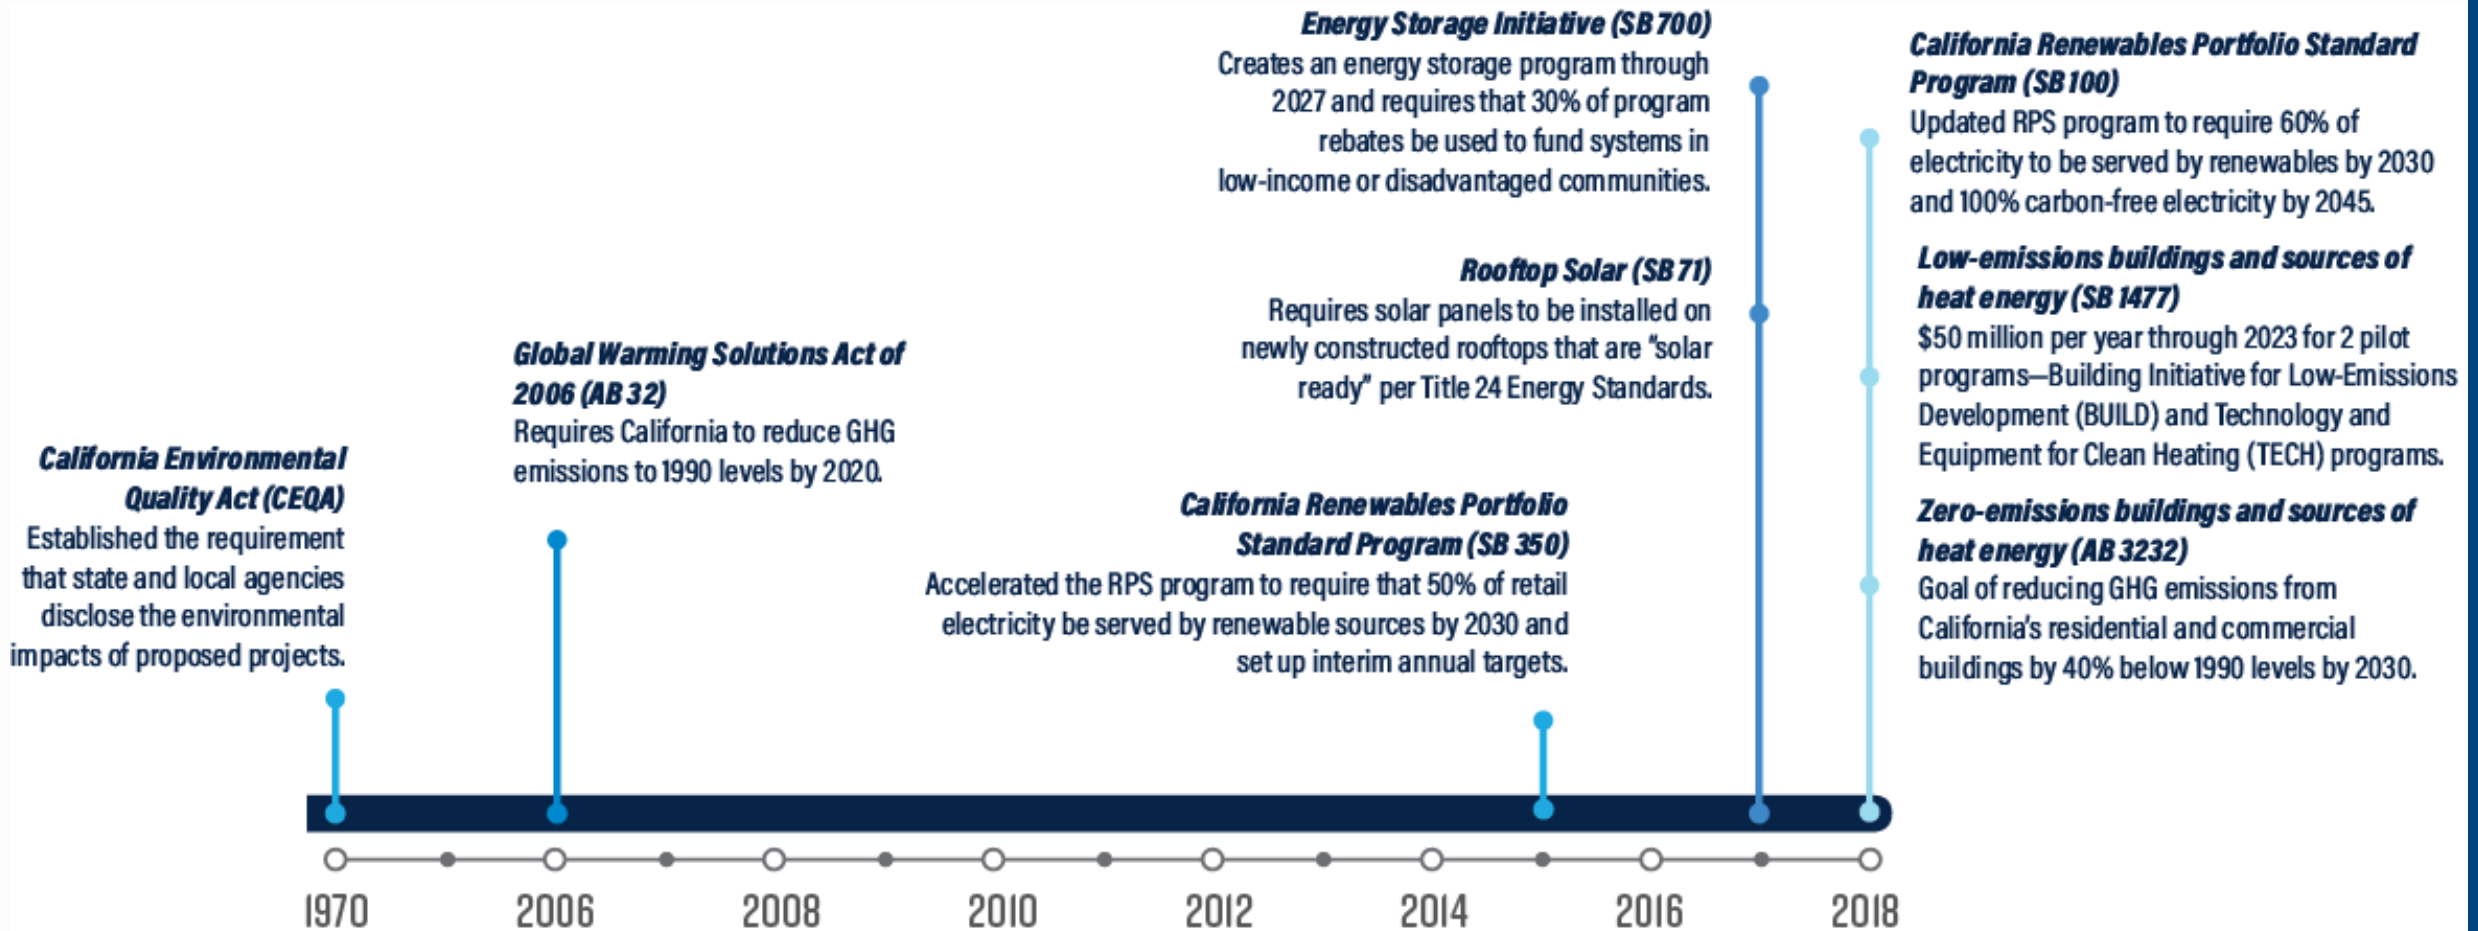 California Environmental
Quality Act (CEQA)
Established the requirement
that state and local agencies
disclose the environmental
impacts of proposed projects.
Global Warming Solutions Act of
2006 (AB 32)
Requires California to reduce GHG
emissions to 1990 levels by 2020.
California Renewables Portfolio
Standard Program (SB 350)
Accelerated the RPS program to require that 50% of retail
electricity be served by renewable sources by 2030 and
set up interim annual targets.
Energy Storage Initiative (SB 700)
Creates an energy storage program through
2027 and requires that 30% of program
rebates be used to fund systems in
low-income or disadvantaged communities.
Rooftop Solar (SB 71)
Requires solar panels to be installed on
newly constructed rooftops that are "solar
ready" per Title 24 Energy Standards.
California Renewables Portfolio Standard
Program (SB 100)
Updated RPS program to require 60% of
electricity to be served by renewables by 2030
and 100% carbon-free electricity by 2045.
Low-emissions buildings and sources of
heat energy (SB 1477)
$50 million per year through 2023 for 2 pilot
programs—Building Initiative for Low-Emissions
Development (BUILD) and Technology and
Equipment for Clean Heating (TECH) programs.
Zero-emissions buildings and sources of
heat energy (AB 3232)
Goal of reducing GHG emissions from
California's residential and commercial
buildings by 40% below 1990 levels by 2030.
1970 2006 2008 2010 2012 2014 2016 2018